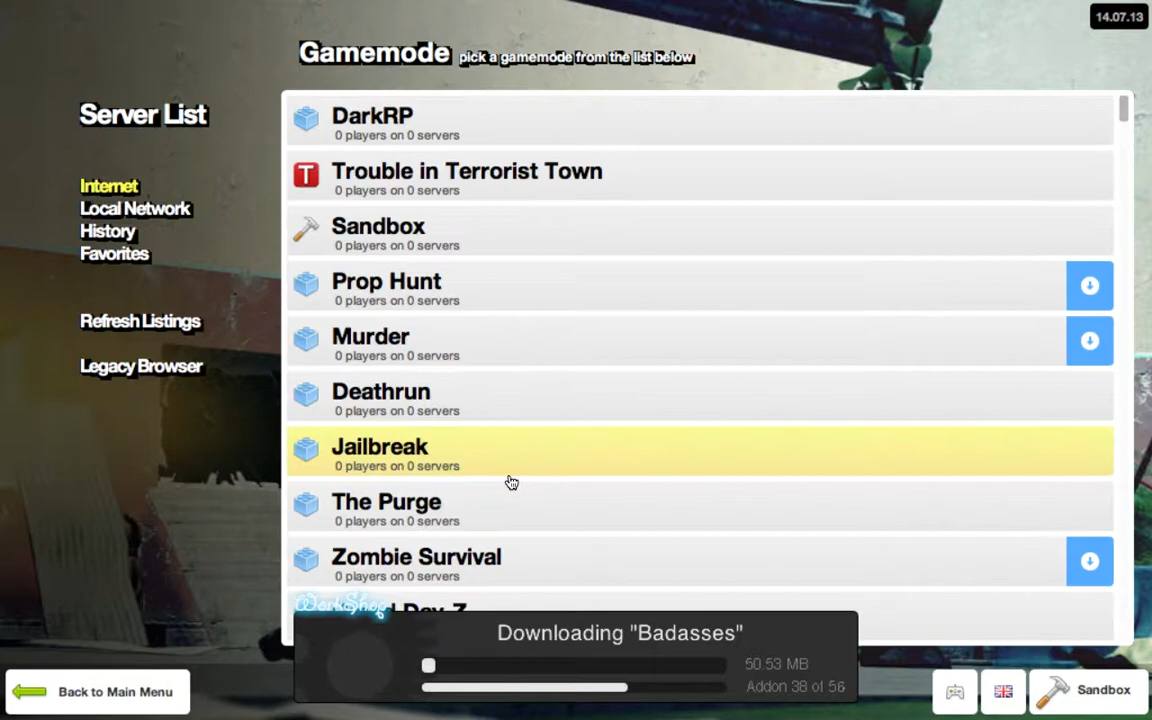 14.07.13
Gamemode pick a gamemode from the list below
Server List
Internet
Local Network
History
Favorites
Refresh Listings
Legacy Browser
DarkRP
0 players on 0 servers
T
Trouble in Terrorist Town
0 players on 0 servers
Sandbox
0 players on 0 servers
Prop Hunt
0 players on 0 servers
Murder
0 players on 0 servers
Deathrun
0 players on 0 servers
Jailbreak
0 players on 0 servers
The Purge
0 players on 0 servers
Zombie Survival
0 players on 0 servers
WorkShop
Day Z
Downloading "Badasses"
50.53 MB
Addon 38 of 56
Back to Main Menu
Sandbox